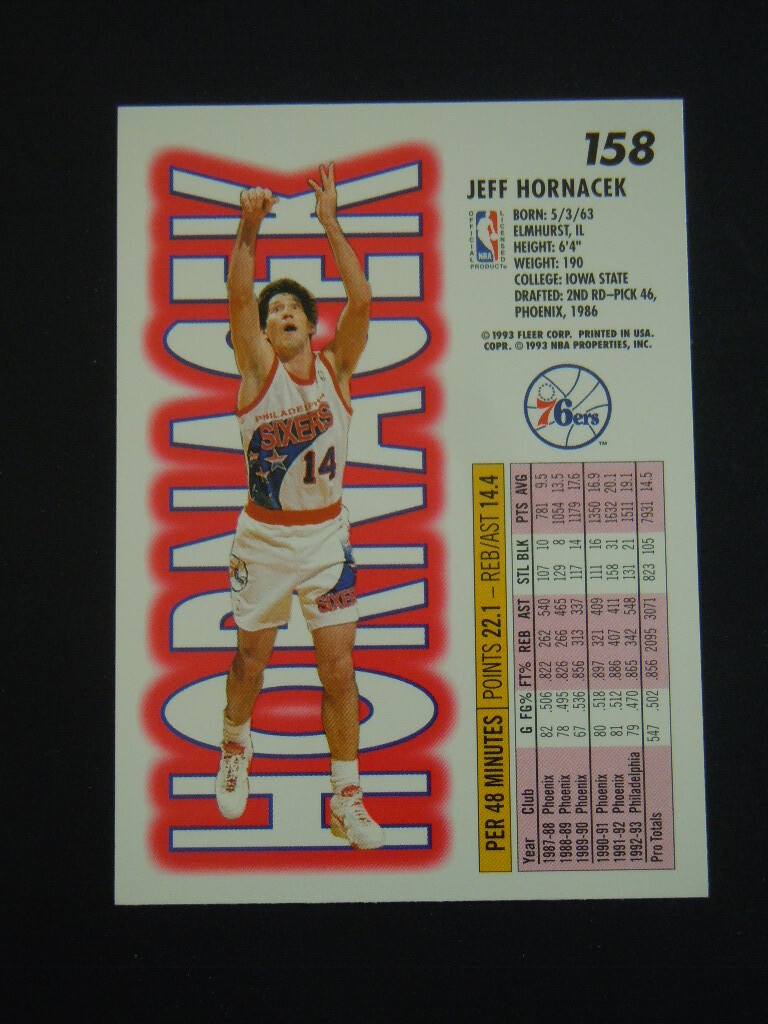 158
JEFF HORNACEK
OFFICIAL LICENSED
NBA
PRODUCT®
BORN: 5/3/63
ELMHURST, IL
HEIGHT: 6'4"
WEIGHT: 190
COLLEGE: IOWA STATE
DRAFTED: 2ND RD–PICK 46,
PHOENIX, 1986
© 1993 FLEER CORP. PRINTED IN USA.
COPR. © 1993 NBA PROPERTIES, INC.
76ers
TM
HORNACEK
PHILADELPHIA
SIXERS
14
SIXERS
PER 48 MINUTES POINTS 22.1 – REB/AST 14.4
Year Club G FG% FT% REB AST STL BLK PTS AVG
1987-88 Phoenix 82 .506 .822 262 540 107 10 781 9.5
1988-89 Phoenix 78 .495 .826 266 465 129 8 1054 13.5
1989-90 Phoenix 67 .536 .856 313 337 117 14 1179 17.6
1990-91 Phoenix 80 .518 .897 321 409 111 16 1350 16.9
1991-92 Phoenix 81 .512 .886 407 411 158 31 1632 20.1
1992-93 Philadelphia 79 .470 .865 342 548 131 21 1511 19.1
Pro Totals 547 .502 .856 2095 3071 823 105 7931 14.5